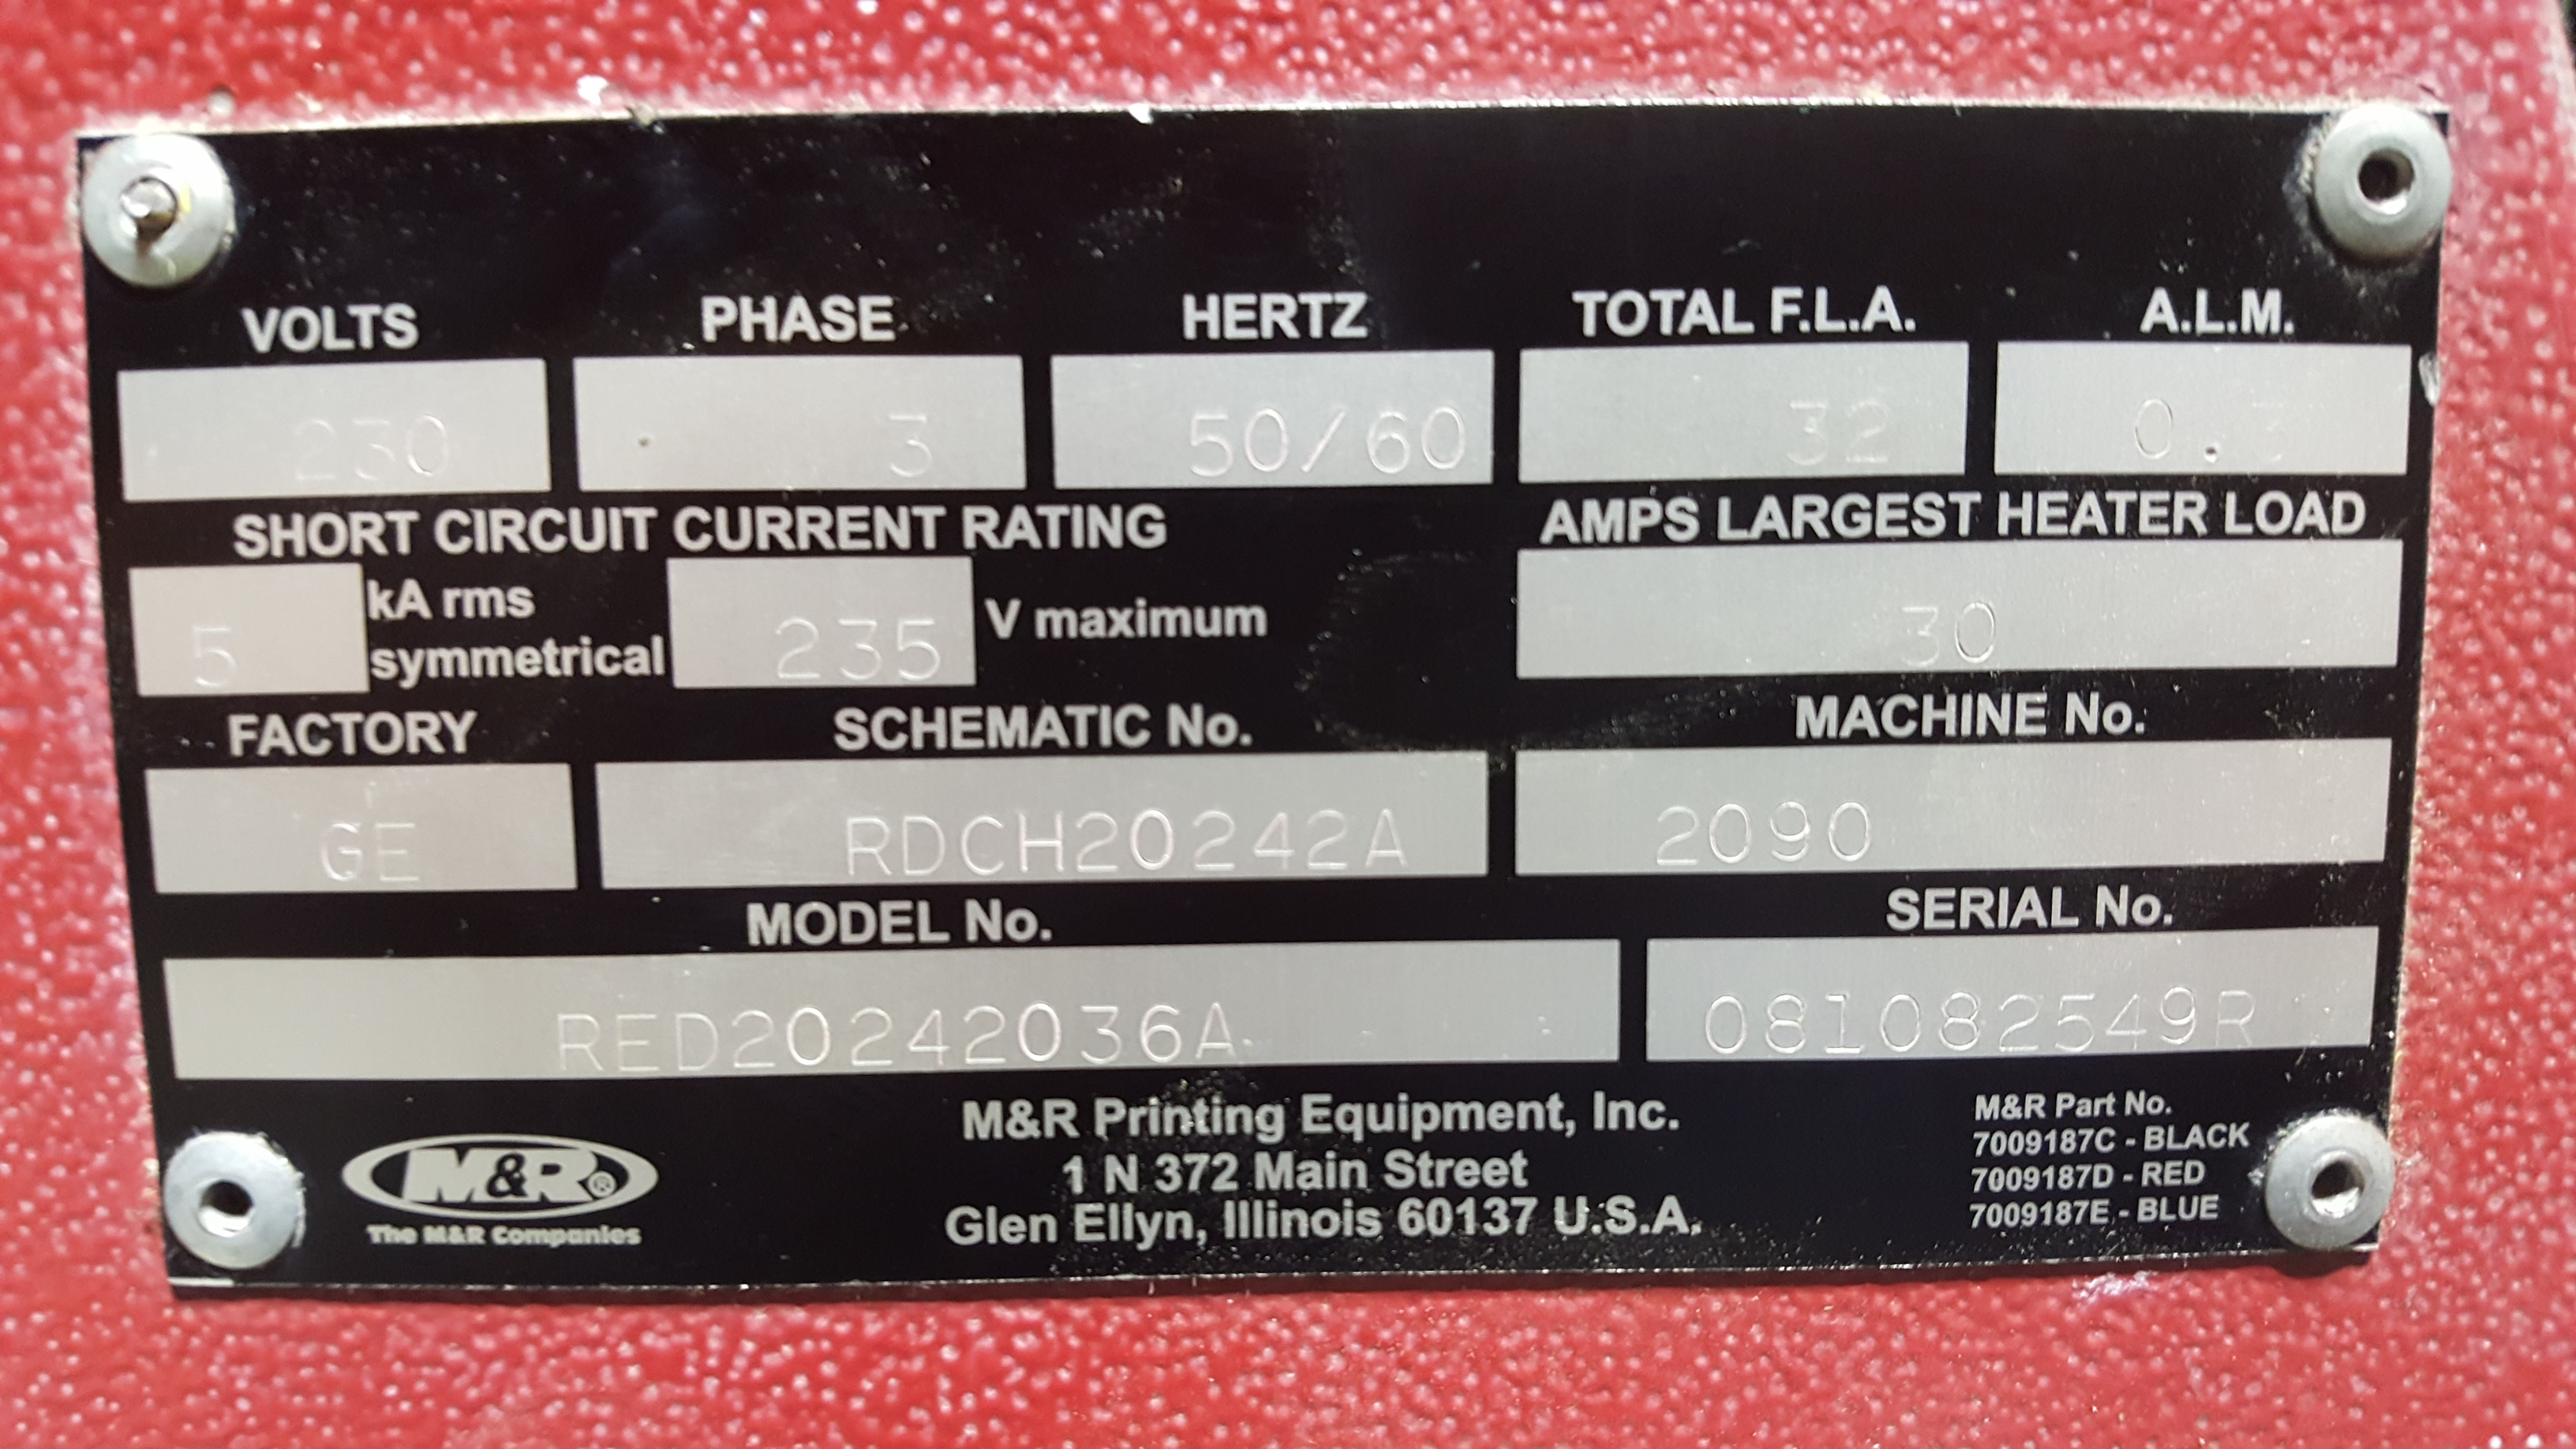 VOLTS PHASE HERTZ TOTAL F.L.A. A.L.M.
230 3 50/60 32 0.3
SHORT CIRCUIT CURRENT RATING AMPS LARGEST HEATER LOAD
5 kA rms symmetrical 235 V maximum 30
FACTORY SCHEMATIC No. MACHINE No.
GE RDCH20242A 2090
MODEL No. SERIAL No.
RED20242036A 081082549R
M&R®
The M&R Companies
M&R Printing Equipment, Inc.
1 N 372 Main Street
Glen Ellyn, Illinois 60137 U.S.A.
M&R Part No.
7009187C - BLACK
7009187D - RED
7009187E - BLUE